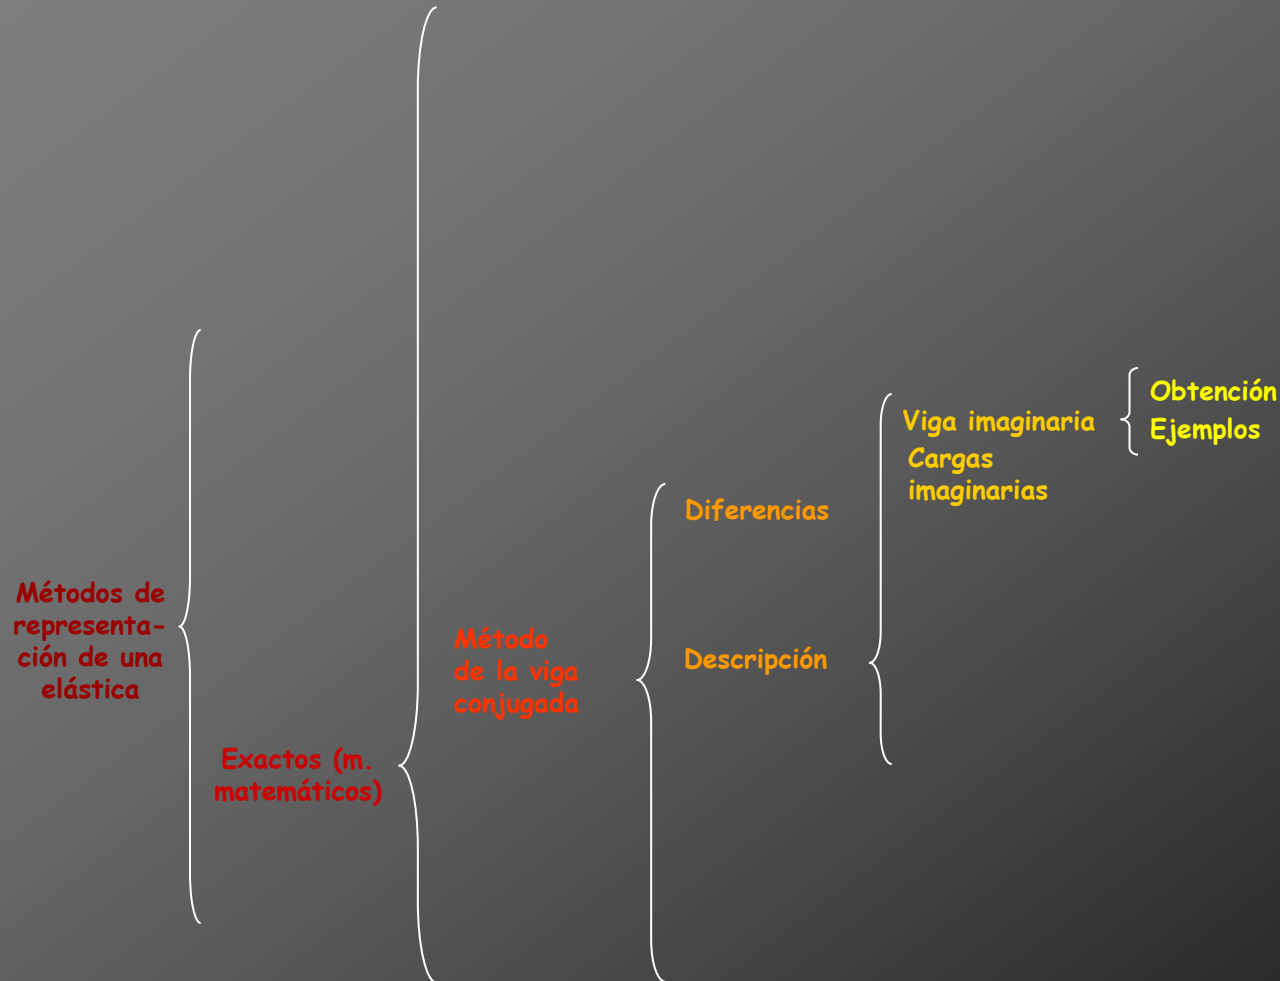 Métodos de
representa-
ción de una
elástica
Exactos (m.
matemáticos)
Método
de la viga
conjugada
Diferencias
Descripción
Viga imaginaria
Cargas
imaginarias
Obtención
Ejemplos